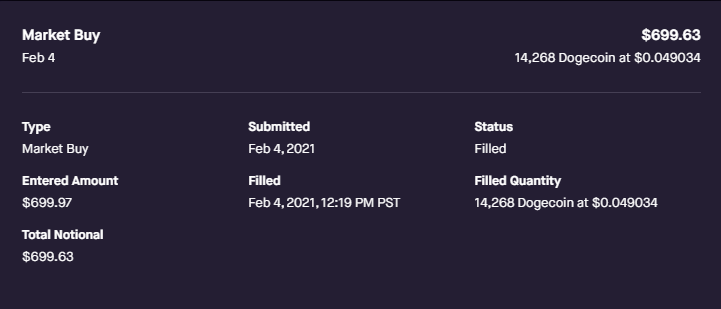 Market Buy $699.63
Feb 4 14,268 Dogecoin at $0.049034
Type Submitted Status
Market Buy Feb 4, 2021 Filled
Entered Amount Filled Filled Quantity
$699.97 Feb 4, 2021, 12:19 PM PST 14,268 Dogecoin at $0.049034
Total Notional
$699.63